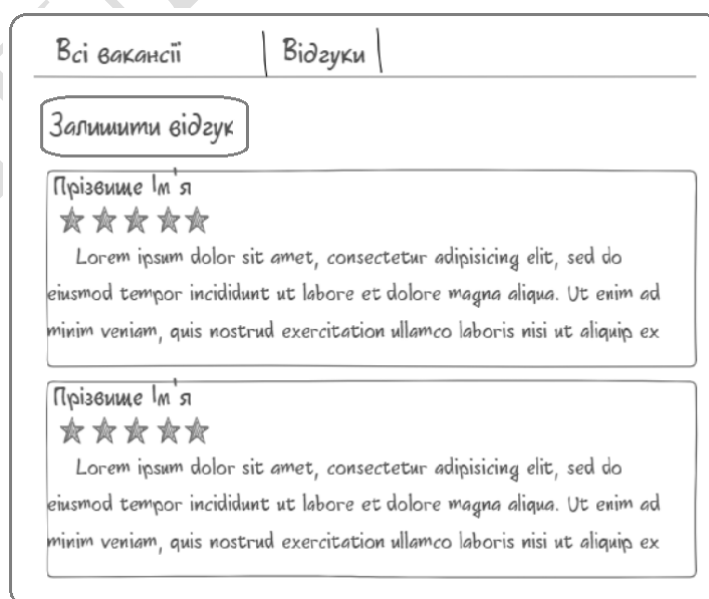 Всі вакансії
Відгуки
Залишити відгук
Прізвище Ім'я
Lorem ipsum dolor sit amet, consectetur adipisicing elit, sed do
eiusmod tempor incididunt ut labore et dolore magna aliqua. Ut enim ad
minim veniam, quis nostrud exercitation ullamco laboris nisi ut aliquip ex
Прізвище Ім'я
Lorem ipsum dolor sit amet, consectetur adipisicing elit, sed do
eiusmod tempor incididunt ut labore et dolore magna aliqua. Ut enim ad
minim veniam, quis nostrud exercitation ullamco laboris nisi ut aliquip ex